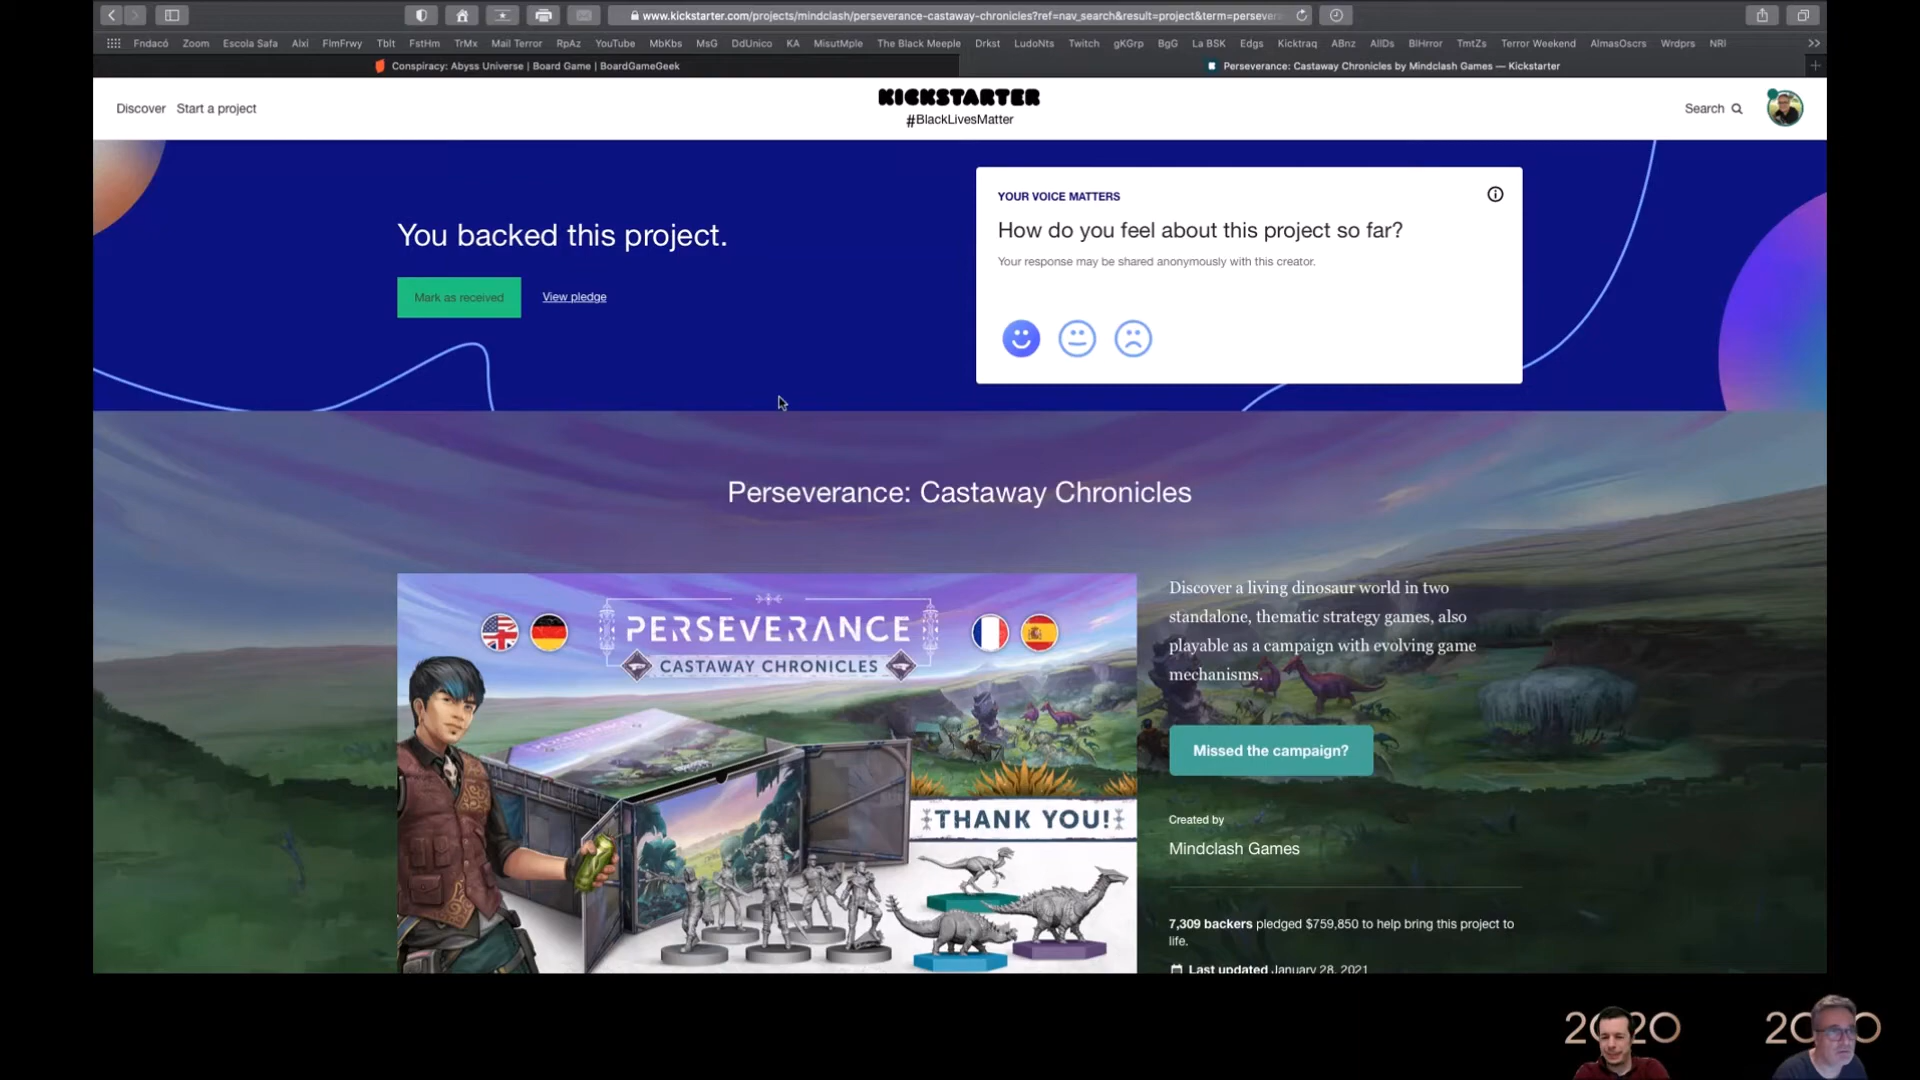 www.kickstarter.com/projects/mindclash/perseverance-castaway-chronicles?ref=nav_search&result=project&term=persever
Fndacó Zoom Escola Safa Alxí FlmFrwy Tblt FstHm TrMx Mail Terror RpAz YouTube MbKbs MsG DdUnico KA MisutMple The Black Meeple Drkst LudoNts Twitch gKGrp BgG La BSK Edgs Kicktraq ABnz AllDs BlHrror TmtZs Terror Weekend AlmasOscrs Wrdprs NRl
Conspiracy: Abyss Universe | Board Game | BoardGameGeek
Perseverance: Castaway Chronicles by Mindclash Games — Kickstarter
Discover Start a project
KICKSTARTER
#BlackLivesMatter
Search
You backed this project.
Mark as received View pledge
YOUR VOICE MATTERS
How do you feel about this project so far?
Your response may be shared anonymously with this creator.
Perseverance: Castaway Chronicles
PERSEVERANCE
CASTAWAY CHRONICLES
THANK YOU!
Discover a living dinosaur world in two
standalone, thematic strategy games, also
playable as a campaign with evolving game
mechanisms.
Missed the campaign?
Created by
Mindclash Games
7,309 backers pledged $759,850 to help bring this project to
life.
Last updated January 28, 2021
2020
2020